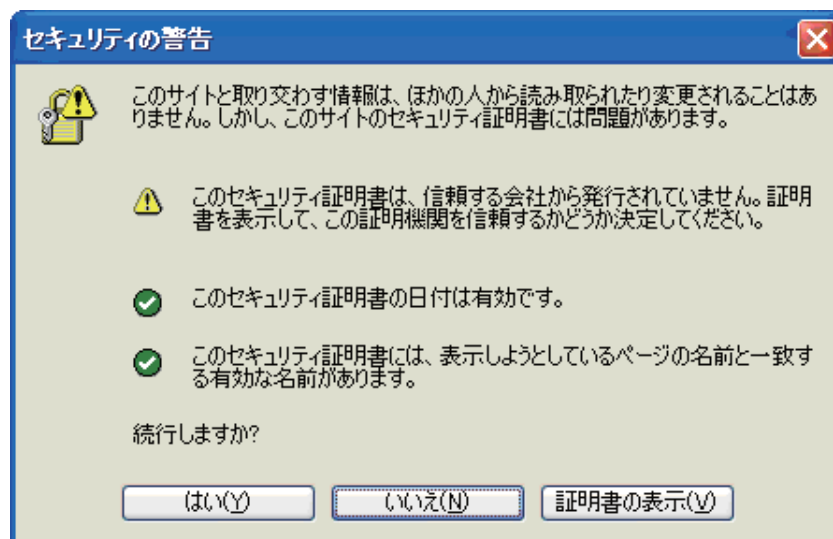 セキュリティの警告
このサイトと取り交わす情報は、ほかの人から読み取られたり変更されることはあ
りません。しかし、このサイトのセキュリティ証明書には問題があります。
このセキュリティ証明書は、信頼する会社から発行されていません。証明
書を表示して、この証明機関を信頼するかどうか決定してください。
このセキュリティ証明書の日付は有効です。
このセキュリティ証明書には、表示しようとしているページの名前と一致す
る有効な名前があります。
続行しますか?
はい(Y)
いいえ(N)
証明書の表示(V)